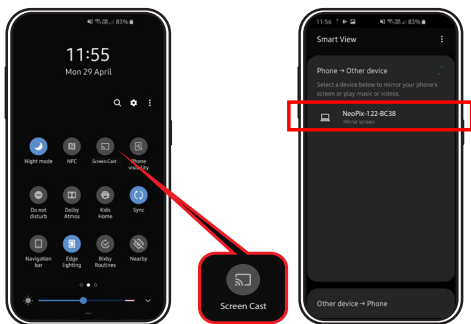 83%
11:55
Mon 29 April
Night mode
NFC
Screen Cast
Phone
visibility
Do not
disturb
Dolby
Atmos
Kids
Home
Sync
Navigation
bar
Edge
lighting
Bixby
Routines
Nearby
Screen Cast
11:56
83%
Smart View
Phone → Other device
Select a device below to mirror your phone's
screen or play music or videos.
NeoPix-122-BC38
Mirror screen
Other device → Phone